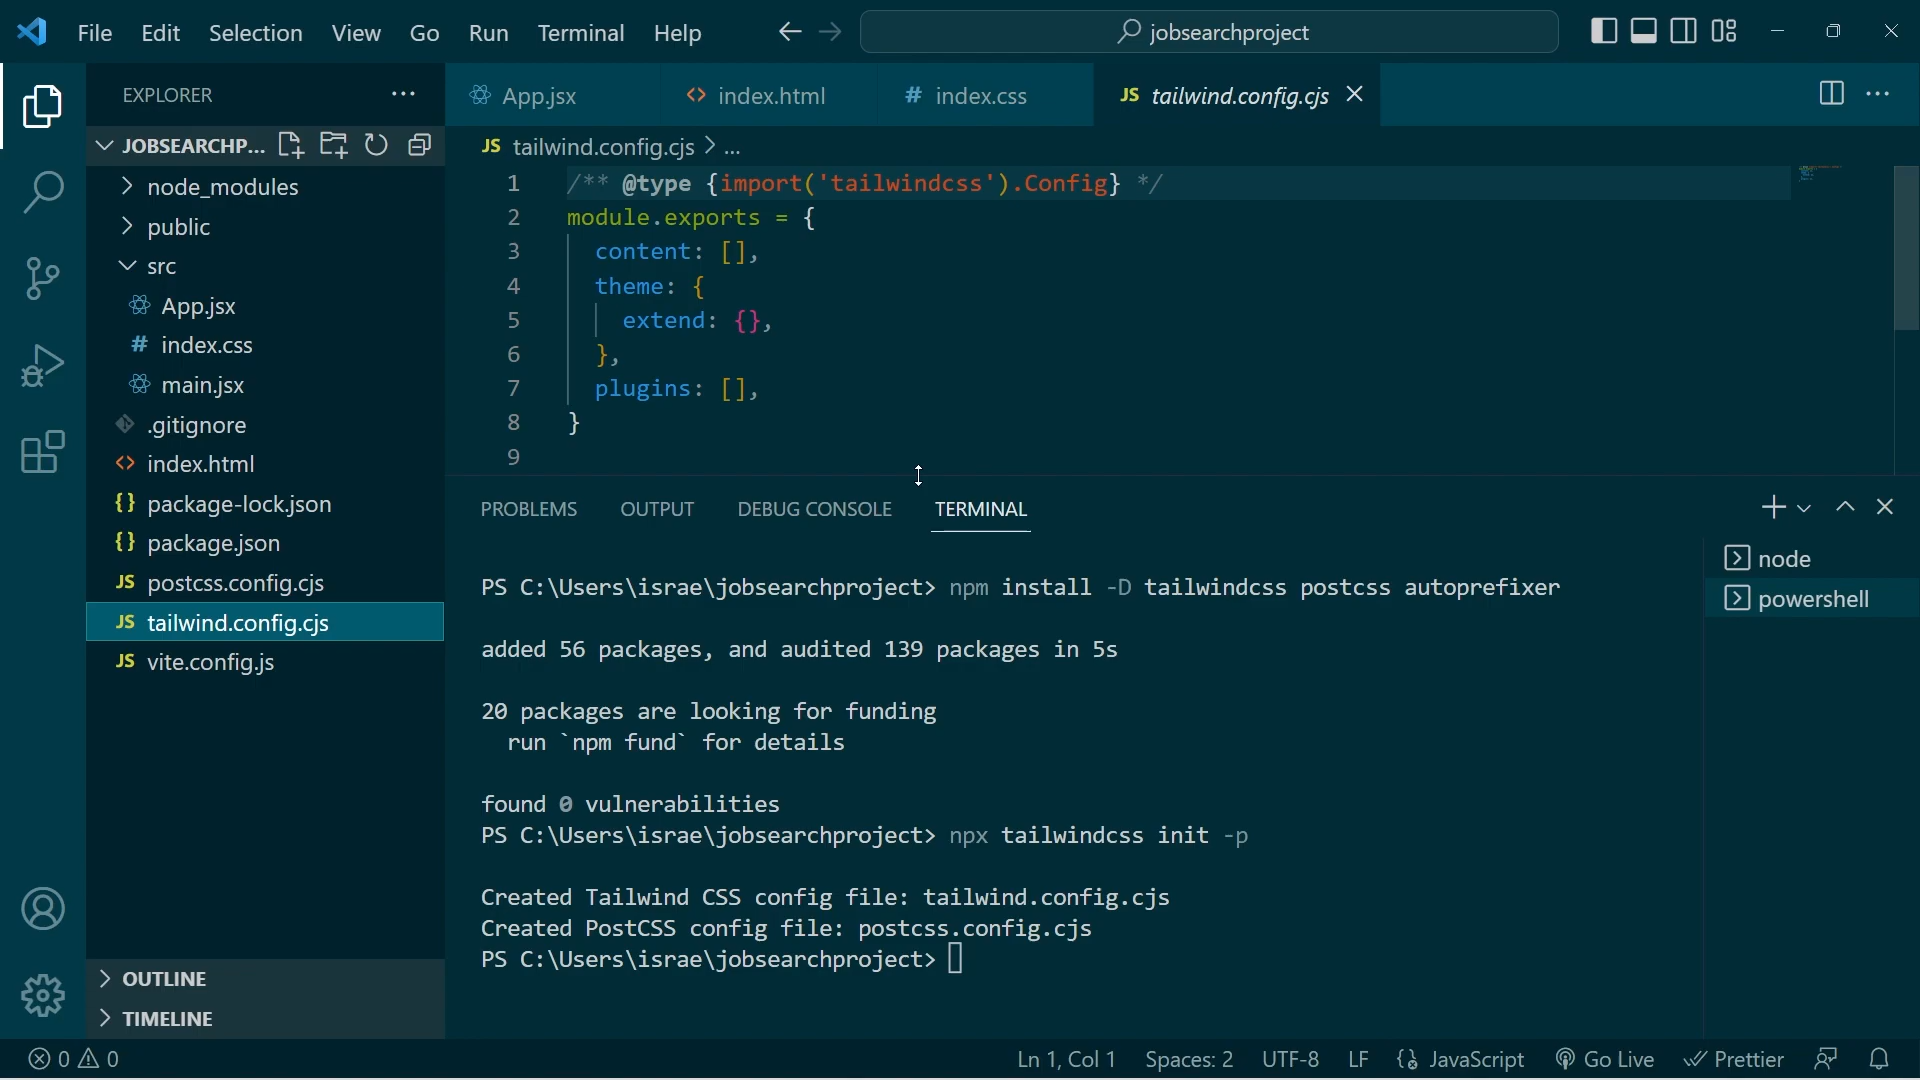 File Edit Selection View Go Run Terminal Help jobsearchproject
EXPLORER
App.jsx index.html index.css JS tailwind.config.cjs
JOBSEARCHP...
node_modules
public
src
App.jsx
index.css
main.jsx
.gitignore
index.html
package-lock.json
package.json
JS postcss.config.cjs
JS tailwind.config.cjs
JS vite.config.js
OUTLINE
TIMELINE
JS tailwind.config.cjs > ...
1 /** @type {import('tailwindcss').Config} */
2 module.exports = {
3 content: [],
4 theme: {
5 extend: {},
6 },
7 plugins: [],
8 }
9
PROBLEMS OUTPUT DEBUG CONSOLE TERMINAL
PS C:\Users\israe\jobsearchproject> npm install -D tailwindcss postcss autoprefixer
added 56 packages, and audited 139 packages in 5s
20 packages are looking for funding
run `npm fund` for details
found 0 vulnerabilities
PS C:\Users\israe\jobsearchproject> npx tailwindcss init -p
Created Tailwind CSS config file: tailwind.config.cjs
Created PostCSS config file: postcss.config.cjs
PS C:\Users\israe\jobsearchproject>
node
powershell
0 0 Ln 1, Col 1 Spaces: 2 UTF-8 LF JavaScript Go Live Prettier